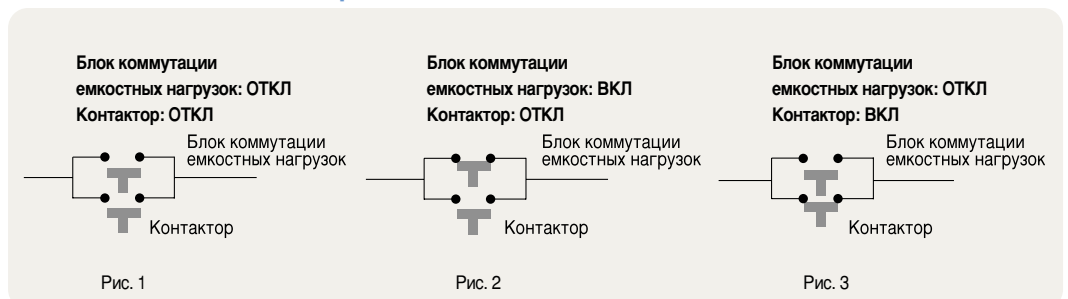 Блок коммутации
емкостных нагрузок: ОТКЛ
Контактор: ОТКЛ
Блок коммутации
емкостных нагрузок
Контактор
Рис. 1
Блок коммутации
емкостных нагрузок: ВКЛ
Контактор: ОТКЛ
Блок коммутации
емкостных нагрузок
Контактор
Рис. 2
Блок коммутации
емкостных нагрузок: ОТКЛ
Контактор: ВКЛ
Блок коммутации
емкостных нагрузок
Контактор
Рис. 3